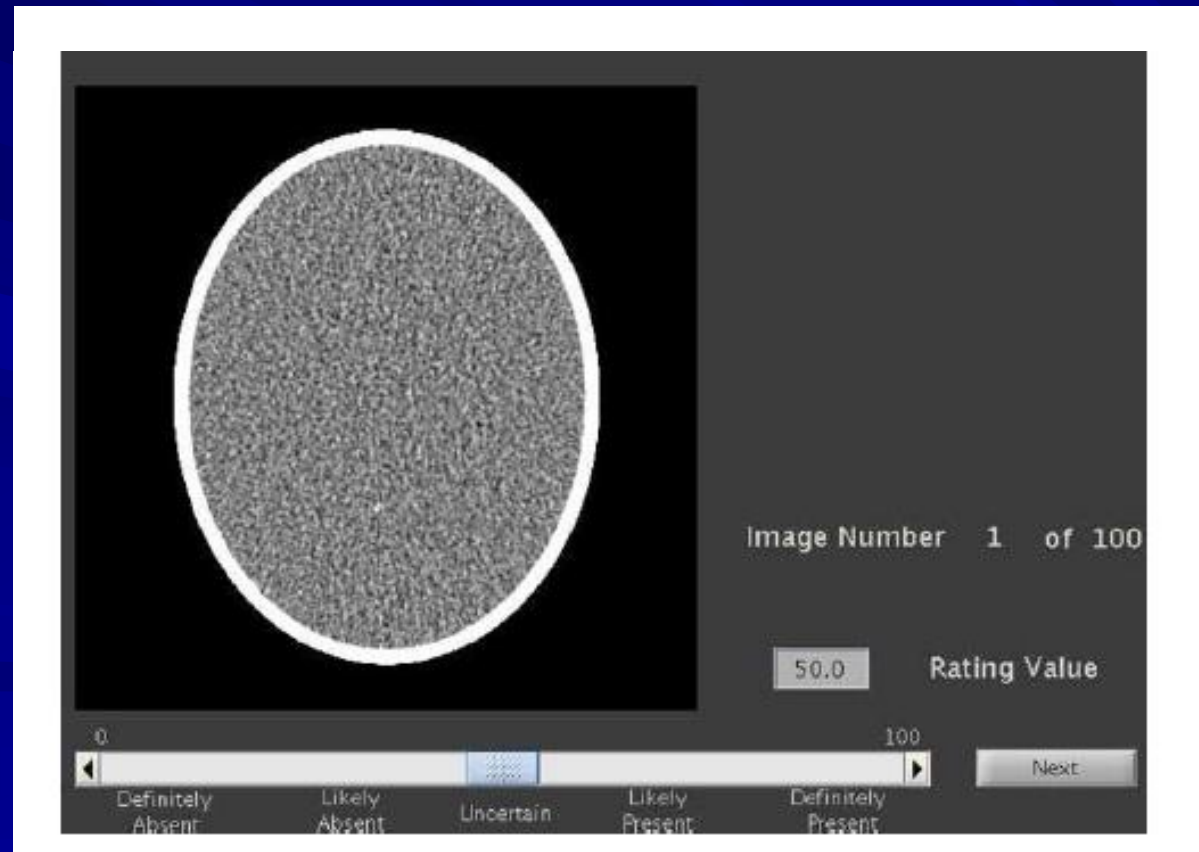 Image Number 1 of 100
50.0 Rating Value
0 100
Next
Definitely Absent
Likely Absent
Uncertain
Likely Present
Definitely Present